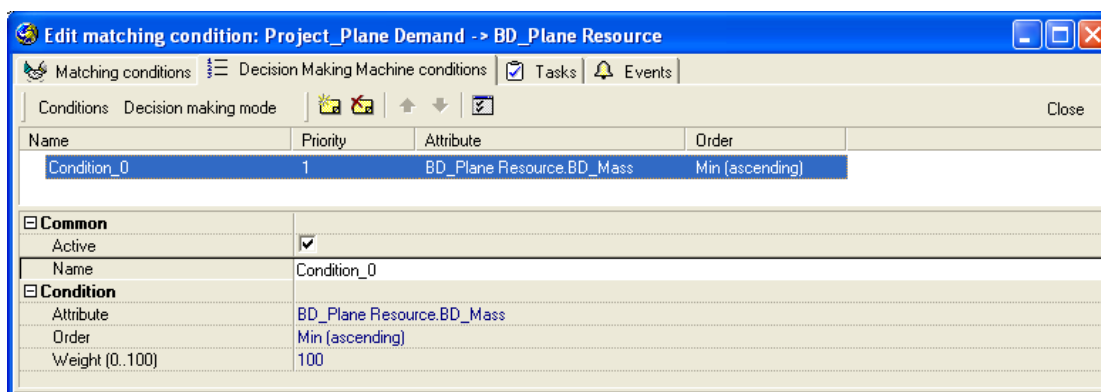 Edit matching condition: Project_Plane Demand -> BD_Plane Resource
Matching conditions Decision Making Machine conditions Tasks Events
Conditions Decision making mode Close
Name Priority Attribute Order
Condition_0 1 BD_Plane Resource.BD_Mass Min (ascending)
Common
Active
Name Condition_0
Condition
Attribute BD_Plane Resource.BD_Mass
Order Min (ascending)
Weight (0..100) 100